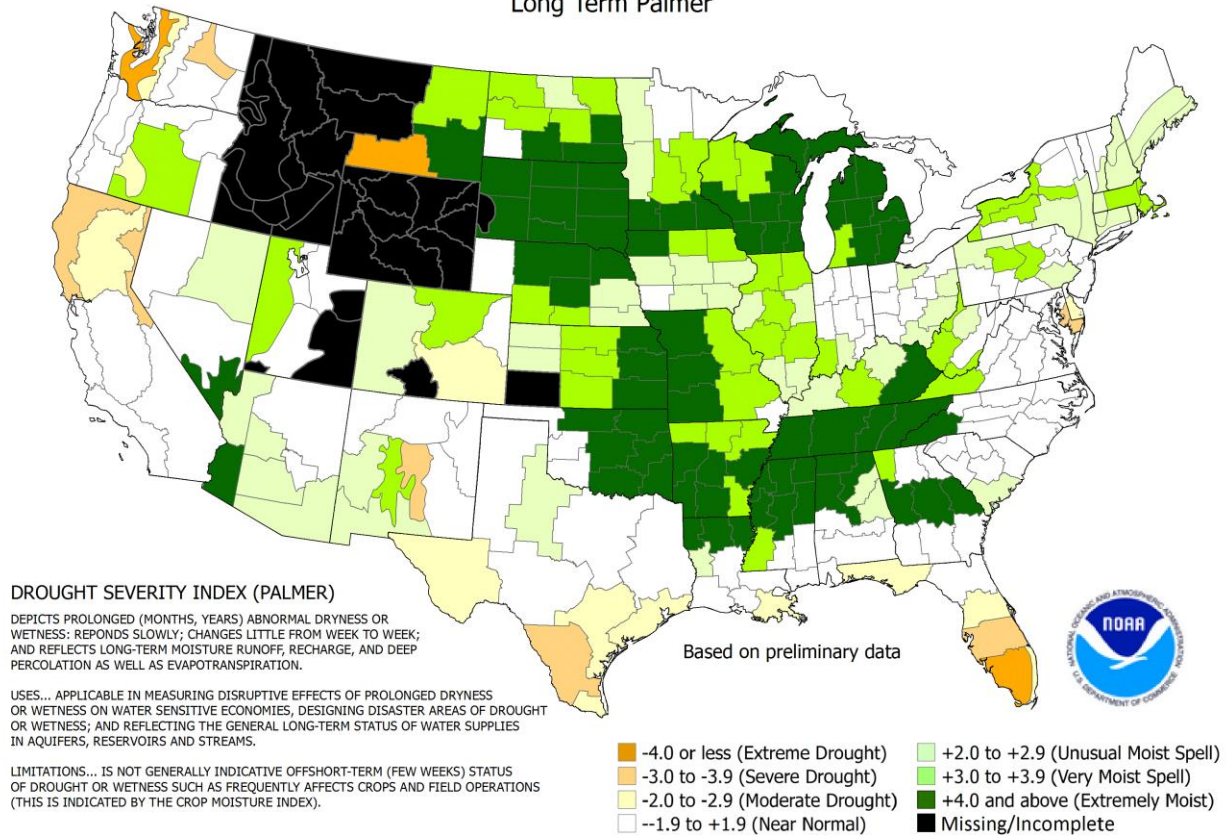 Long Term Palmer
DROUGHT SEVERITY INDEX (PALMER)
DEPICTS PROLONGED (MONTHS, YEARS) ABNORMAL DRYNESS OR
WETNESS: REPONDS SLOWLY; CHANGES LITTLE FROM WEEK TO WEEK;
AND REFLECTS LONG-TERM MOISTURE RUNOFF, RECHARGE, AND DEEP
PERCOLATION AS WELL AS EVAPOTRANSPIRATION.
USES... APPLICABLE IN MEASURING DISRUPTIVE EFFECTS OF PROLONGED DRYNESS
OR WETNESS ON WATER SENSITIVE ECONOMIES, DESIGNING DISASTER AREAS OF DROUGHT
OR WETNESS; AND REFLECTING THE GENERAL LONG-TERM STATUS OF WATER SUPPLIES
IN AQUIFERS, RESERVOIRS AND STREAMS.
LIMITATIONS... IS NOT GENERALLY INDICATIVE OFFSHORT-TERM (FEW WEEKS) STATUS
OF DROUGHT OR WETNESS SUCH AS FREQUENTLY AFFECTS CROPS AND FIELD OPERATIONS
(THIS IS INDICATED BY THE CROP MOISTURE INDEX).
Based on preliminary data
NATIONAL OCEANIC AND ATMOSPHERIC ADMINISTRATION
NOAA
U.S. DEPARTMENT OF COMMERCE
-4.0 or less (Extreme Drought)
-3.0 to -3.9 (Severe Drought)
-2.0 to -2.9 (Moderate Drought)
--1.9 to +1.9 (Near Normal)
+2.0 to +2.9 (Unusual Moist Spell)
+3.0 to +3.9 (Very Moist Spell)
+4.0 and above (Extremely Moist)
Missing/Incomplete